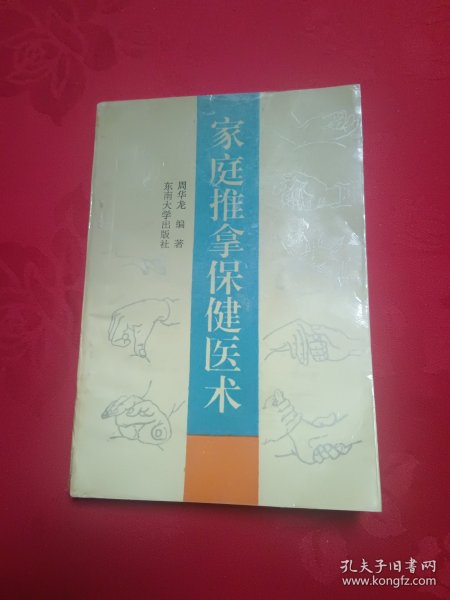 家庭推拿保健医术
周华龙 编著
东南大学出版社
孔夫子旧书网
www.kongfz.com